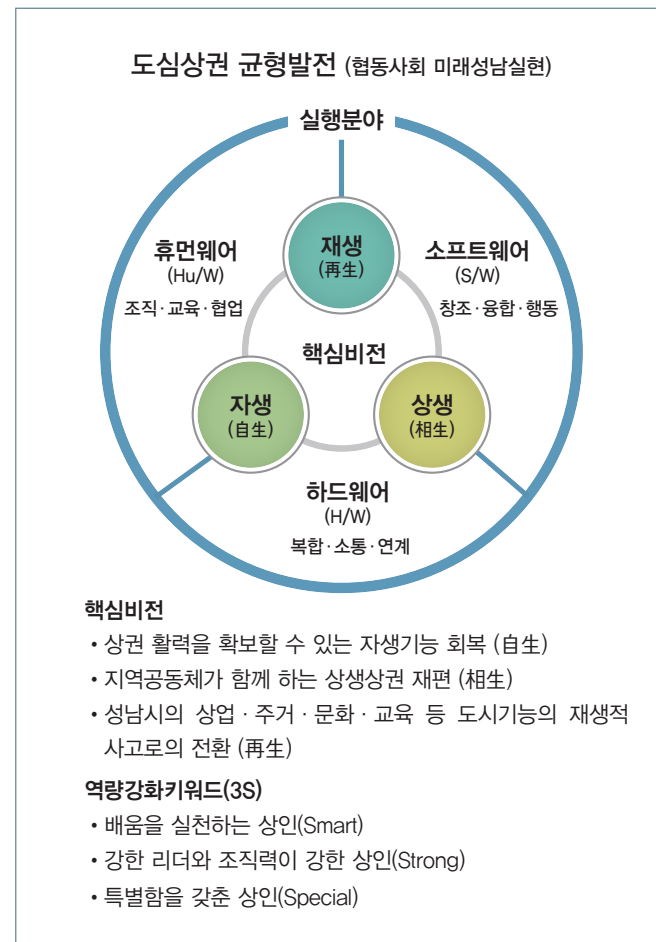 도심상권 균형발전 (협동사회 미래성남실현)
실행분야
재생
(再生)
휴먼웨어
(Hu/W)
조직·교육·협업
소프트웨어
(S/W)
창조·융합·행동
핵심비전
자생
(自生)
상생
(相生)
하드웨어
(H/W)
복합·소통·연계
핵심비전
• 상권 활력을 확보할 수 있는 자생기능 회복 (自生)
• 지역공동체가 함께 하는 상생상권 재편 (相生)
• 성남시의 상업 · 주거 · 문화 · 교육 등 도시기능의 재생적
사고로의 전환 (再生)
역량강화키워드(3S)
• 배움을 실천하는 상인(Smart)
• 강한 리더와 조직력이 강한 상인(Strong)
• 특별함을 갖춘 상인(Special)